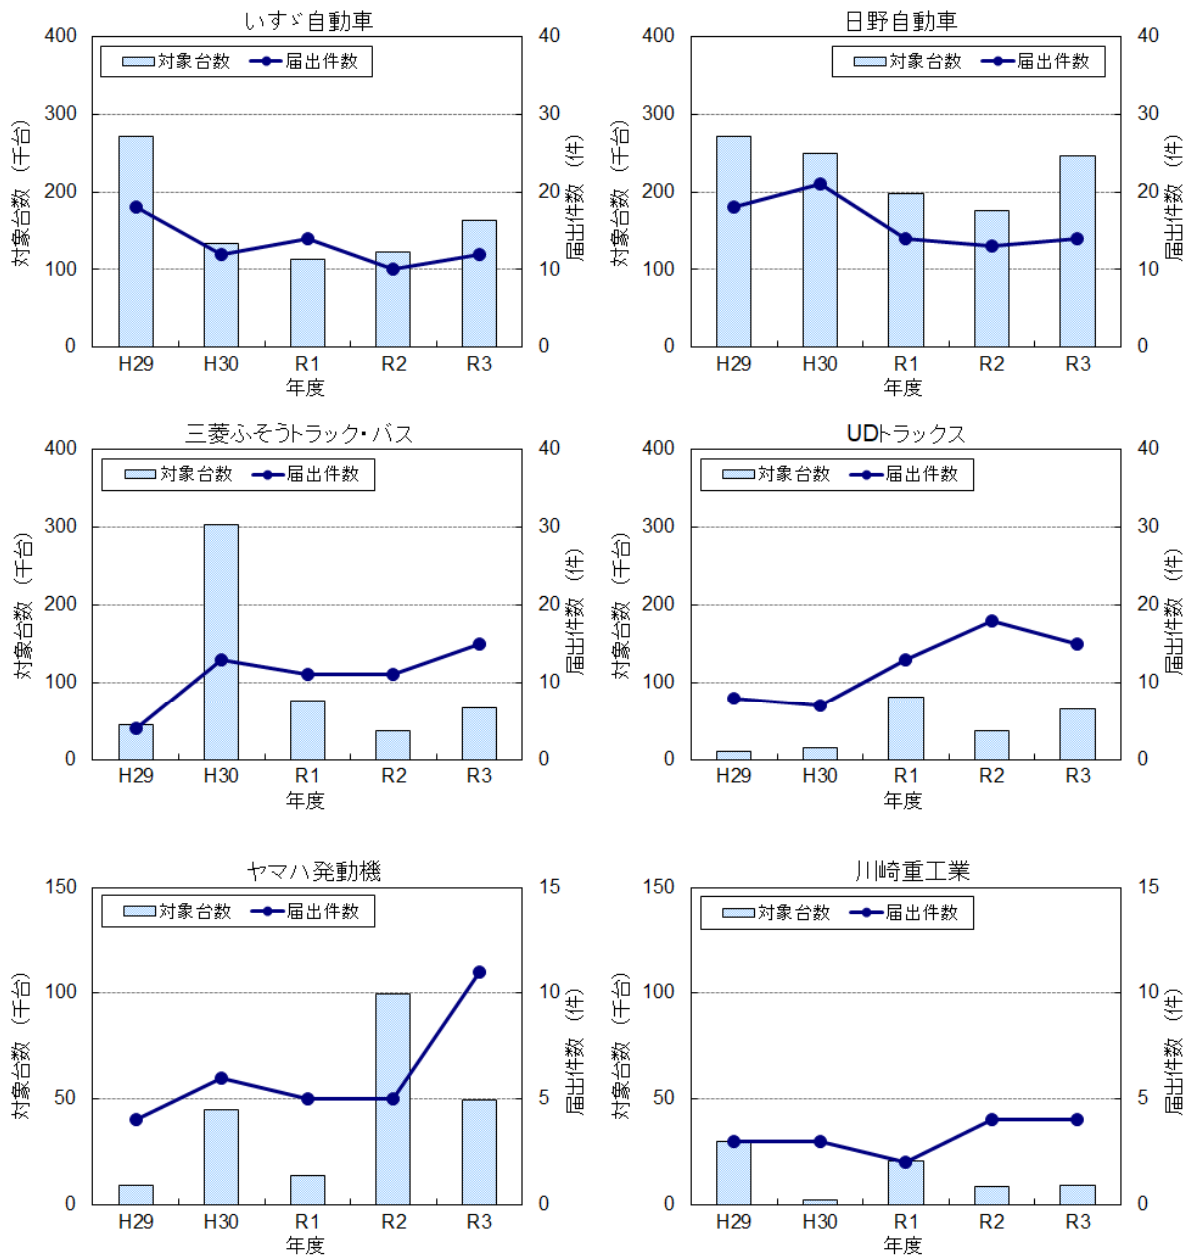 いすゞ自動車
対象台数 届出件数
対象台数 (千台)
400
300
200
100
0
40
30
20
10
0
届出件数 (件)
H29 H30 R1 R2 R3
年度
日野自動車
対象台数 届出件数
対象台数 (千台)
400
300
200
100
0
40
30
20
10
0
届出件数 (件)
H29 H30 R1 R2 R3
年度
三菱ふそうトラック・バス
対象台数 届出件数
対象台数 (千台)
400
300
200
100
0
40
30
20
10
0
届出件数 (件)
H29 H30 R1 R2 R3
年度
UDトラックス
対象台数 届出件数
対象台数 (千台)
400
300
200
100
0
40
30
20
10
0
届出件数 (件)
H29 H30 R1 R2 R3
年度
ヤマハ発動機
対象台数 届出件数
対象台数 (千台)
150
100
50
0
15
10
5
0
届出件数 (件)
H29 H30 R1 R2 R3
年度
川崎重工業
対象台数 届出件数
対象台数 (千台)
150
100
50
0
15
10
5
0
届出件数 (件)
H29 H30 R1 R2 R3
年度